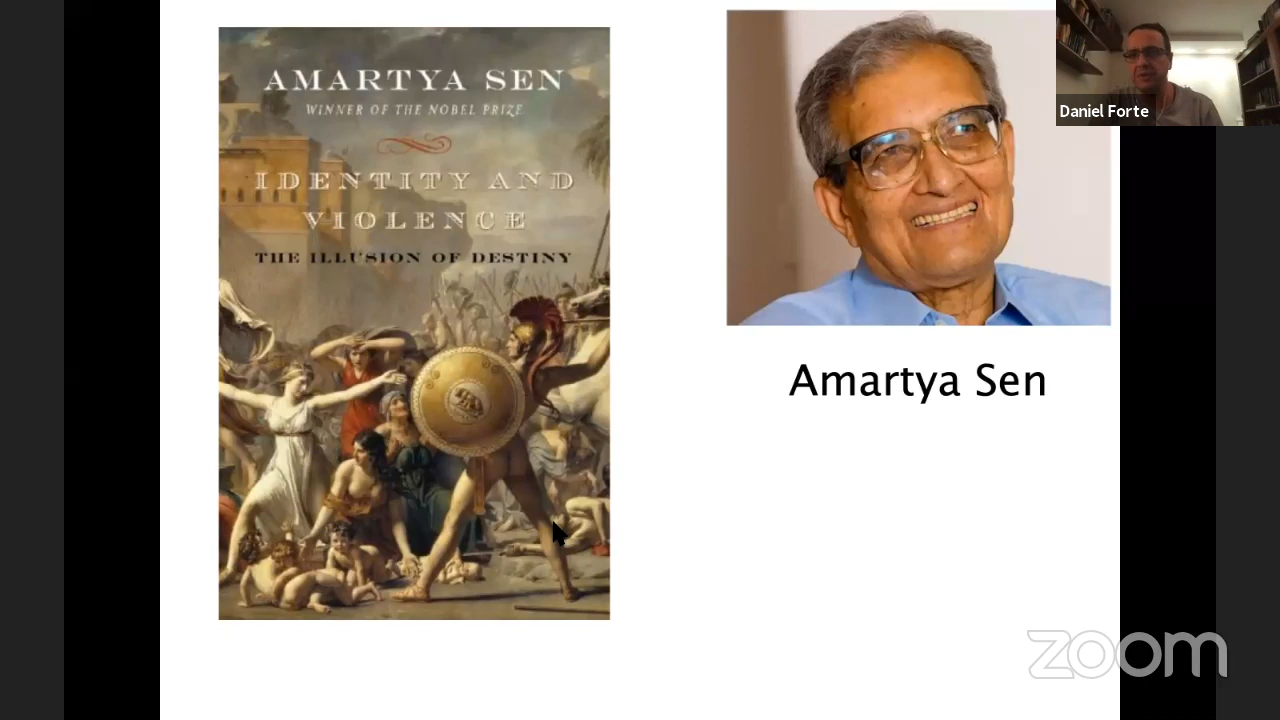 AMARTYA SEN
WINNER OF THE NOBEL PRIZE
IDENTITY AND
VIOLENCE
THE ILLUSION OF DESTINY
Amartya Sen
Daniel Forte
zoom